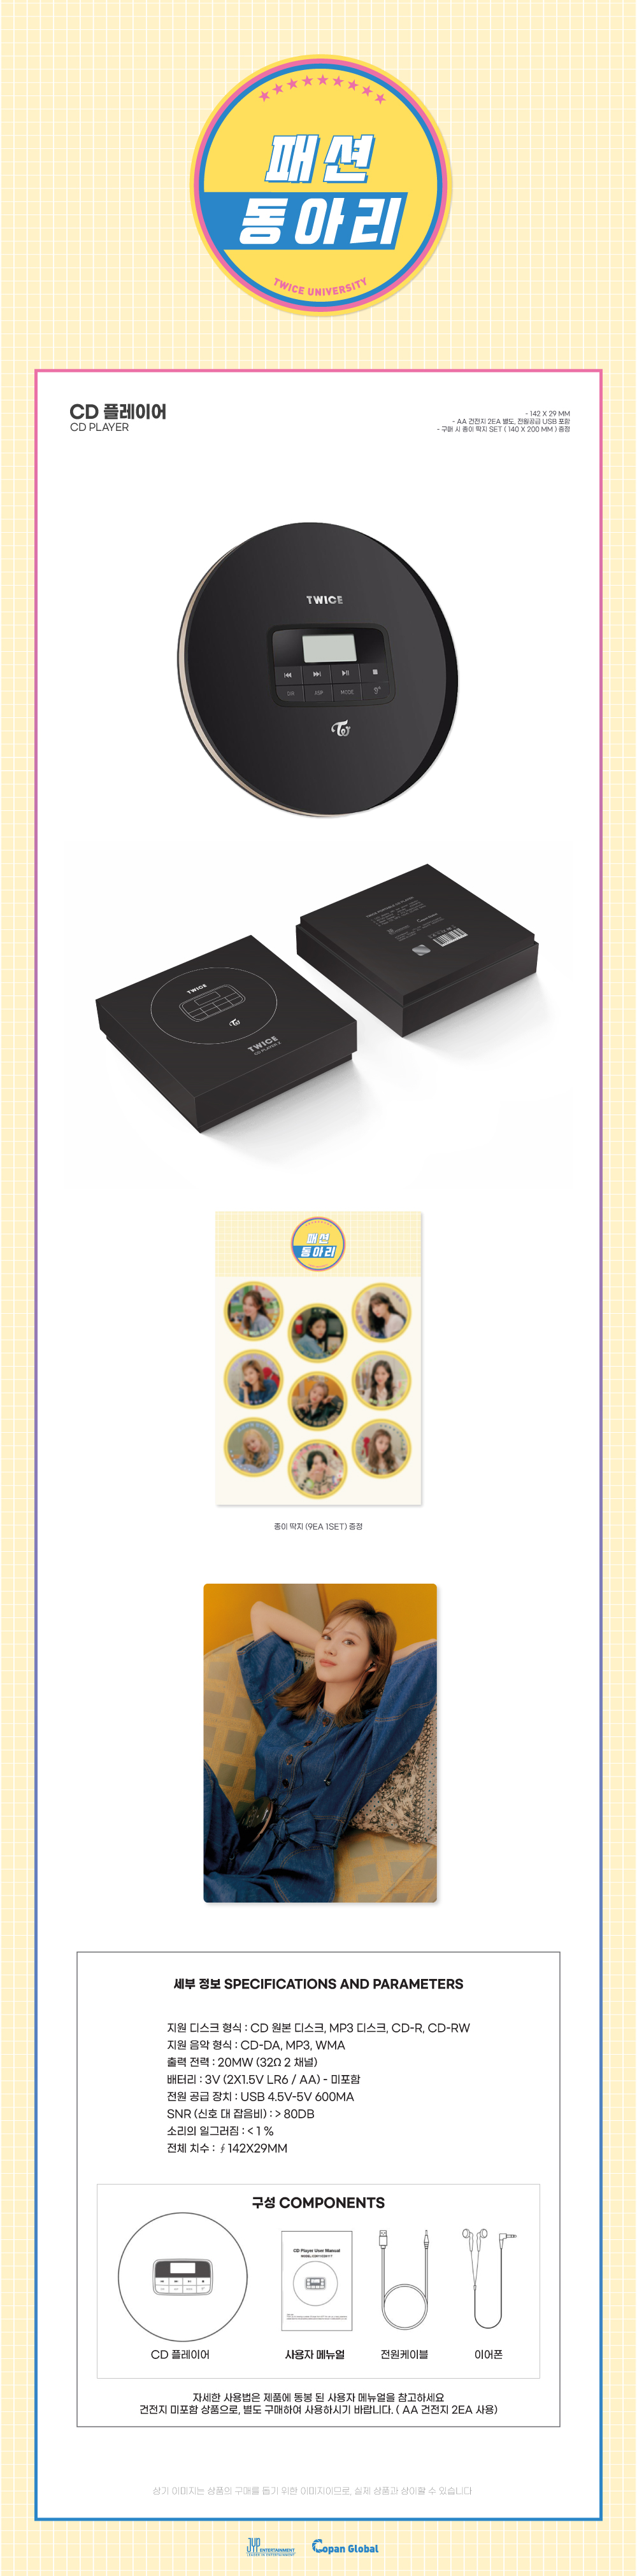 패션
동아리
TWICE UNIVERSITY
CD 플레이어
CD PLAYER
- 142 X 29 MM
- AA 건전지 2EA 별도, 전원공급 USB 포함
- 구매 시 종이 딱지 SET ( 140 X 200 MM ) 증정
TWICE
DIR
ASP
MODE
TWICE
TWICE
CD PLAYER
패션
동아리
종이 딱지 (9EA 1SET) 증정
세부 정보 SPECIFICATIONS AND PARAMETERS
지원 디스크 형식 : CD 원본 디스크, MP3 디스크, CD-R, CD-RW
지원 음악 형식 : CD-DA, MP3, WMA
출력 전력 : 20MW (32Ω 2 채널)
배터리 : 3V (2X1.5V LR6 / AA) - 미포함
전원 공급 장치 : USB 4.5V-5V 600MA
SNR (신호 대 잡음비) : > 80DB
소리의 일그러짐 : < 1 %
전체 치수 : ∮142X29MM
구성 COMPONENTS
CD Player User Manual
CD 플레이어
사용자 메뉴얼
전원케이블
이어폰
자세한 사용법은 제품에 동봉 된 사용자 메뉴얼을 참고하세요
건전지 미포함 상품으로, 별도 구매하여 사용하시기 바랍니다. ( AA 건전지 2EA 사용)
상기 이미지는 상품의 구매를 돕기 위한 이미지이므로, 실제 상품과 상이할 수 있습니다
JYP ENTERTAINMENT
LEADER IN ENTERTAINMENT
Copan Global